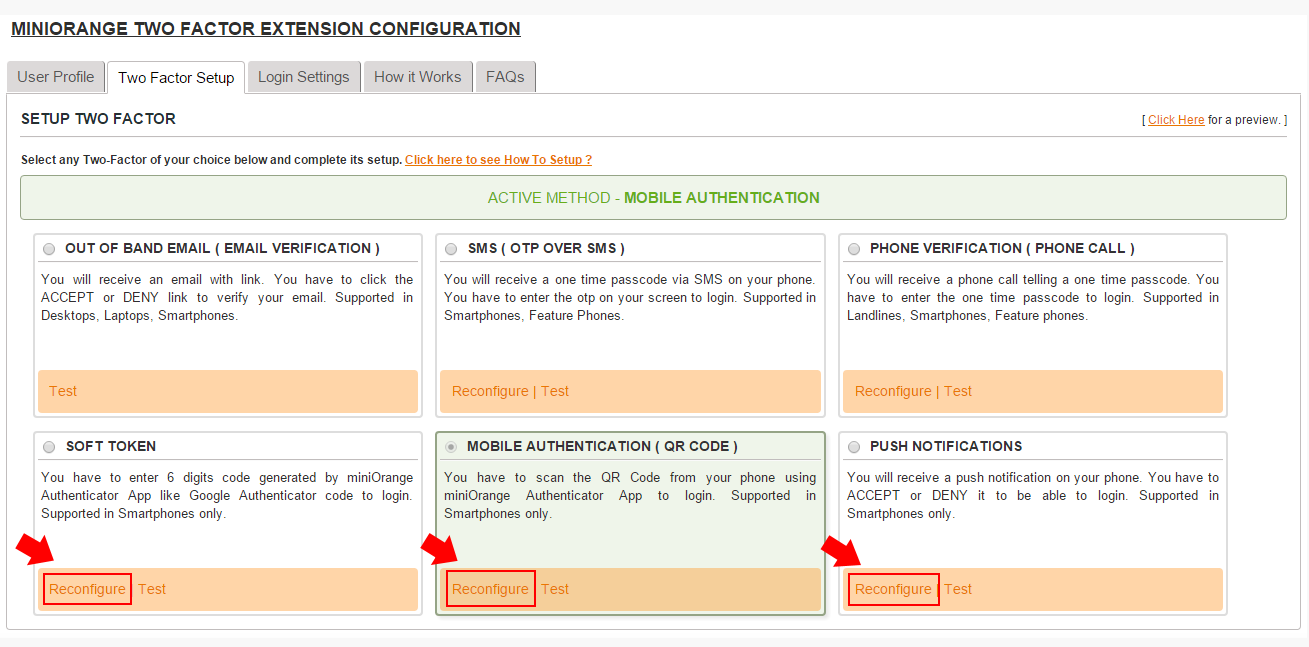 MINIORANGE TWO FACTOR EXTENSION CONFIGURATION
User Profile
Two Factor Setup
Login Settings
How it Works
FAQs
SETUP TWO FACTOR
[ Click Here for a preview. ]
Select any Two-Factor of your choice below and complete its setup. Click here to see How To Setup ?
ACTIVE METHOD - MOBILE AUTHENTICATION
OUT OF BAND EMAIL ( EMAIL VERIFICATION )
You will receive an email with link. You have to click the
ACCEPT or DENY link to verify your email. Supported in
Desktops, Laptops, Smartphones.
Test
SMS ( OTP OVER SMS )
You will receive a one time passcode via SMS on your phone.
You have to enter the otp on your screen to login. Supported in
Smartphones, Feature Phones.
Reconfigure | Test
PHONE VERIFICATION ( PHONE CALL )
You will receive a phone call telling a one time passcode. You
have to enter the one time passcode to login. Supported in
Landlines, Smartphones, Feature phones.
Reconfigure | Test
SOFT TOKEN
You have to enter 6 digits code generated by miniOrange
Authenticator App like Google Authenticator code to login.
Supported in Smartphones only.
Reconfigure Test
MOBILE AUTHENTICATION ( QR CODE )
You have to scan the QR Code from your phone using
miniOrange Authenticator App to login. Supported in
Smartphones only.
Reconfigure Test
PUSH NOTIFICATIONS
You will receive a push notification on your phone. You have to
ACCEPT or DENY it to be able to login. Supported in
Smartphones only.
Reconfigure Test